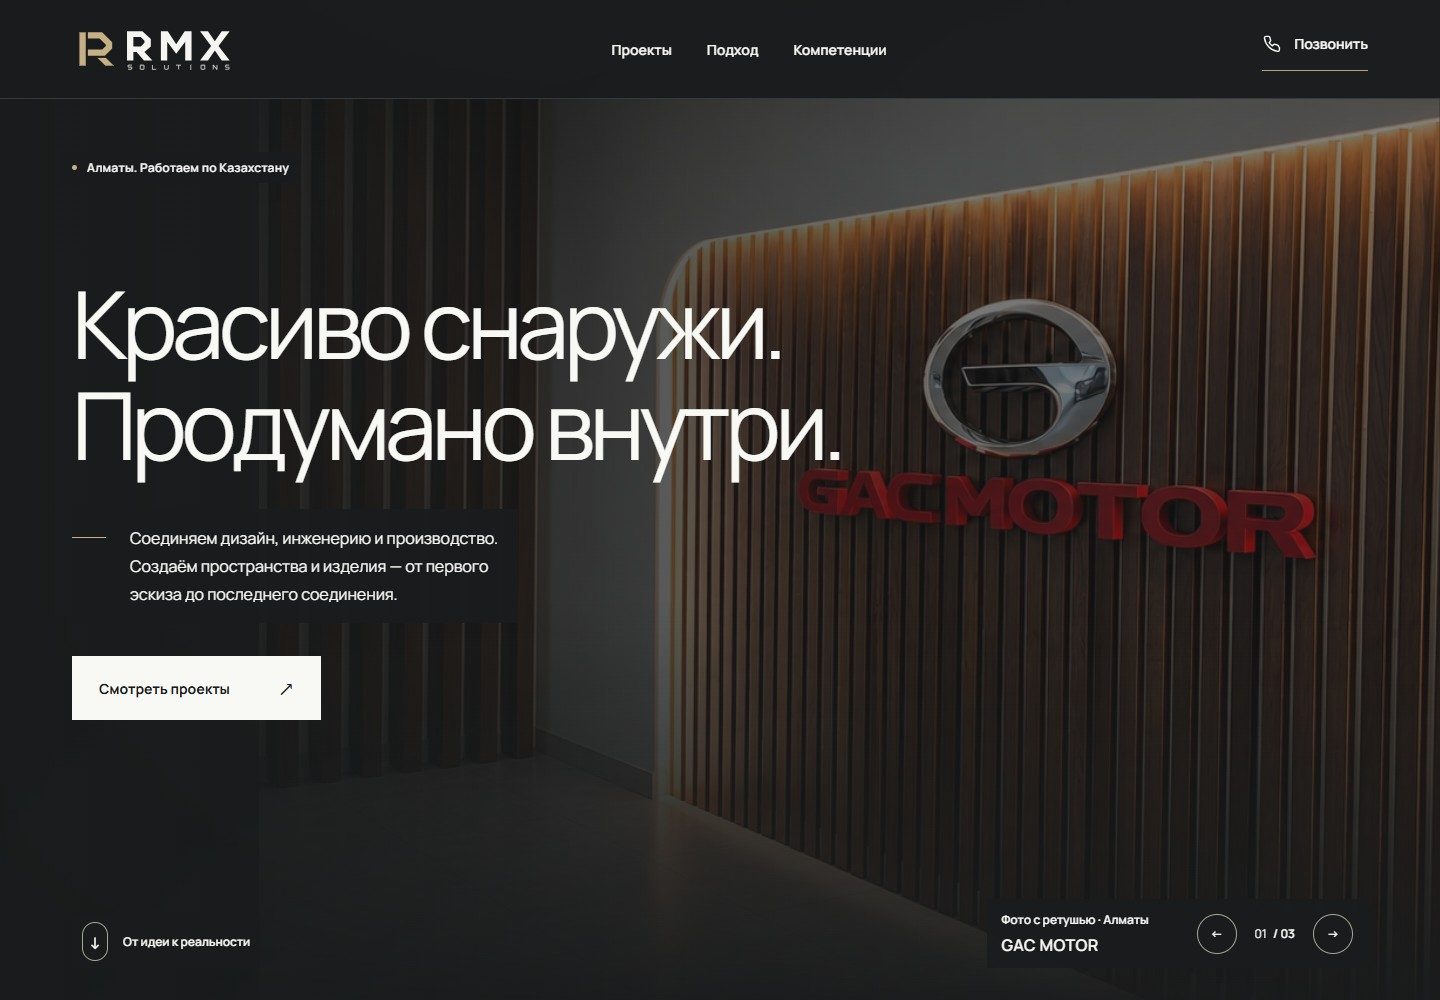 RMX
SOLUTIONS
Проекты
Подход
Компетенции
Позвонить
Алматы. Работаем по Казахстану
Красиво снаружи.
Продумано внутри.
GAC MOTOR
Соединяем дизайн, инженерию и производство.
Создаём пространства и изделия — от первого
эскиза до последнего соединения.
Смотреть проекты ↗
↓ От идеи к реальности
Фото с ретушью · Алматы
GAC MOTOR
← 01 / 03 →